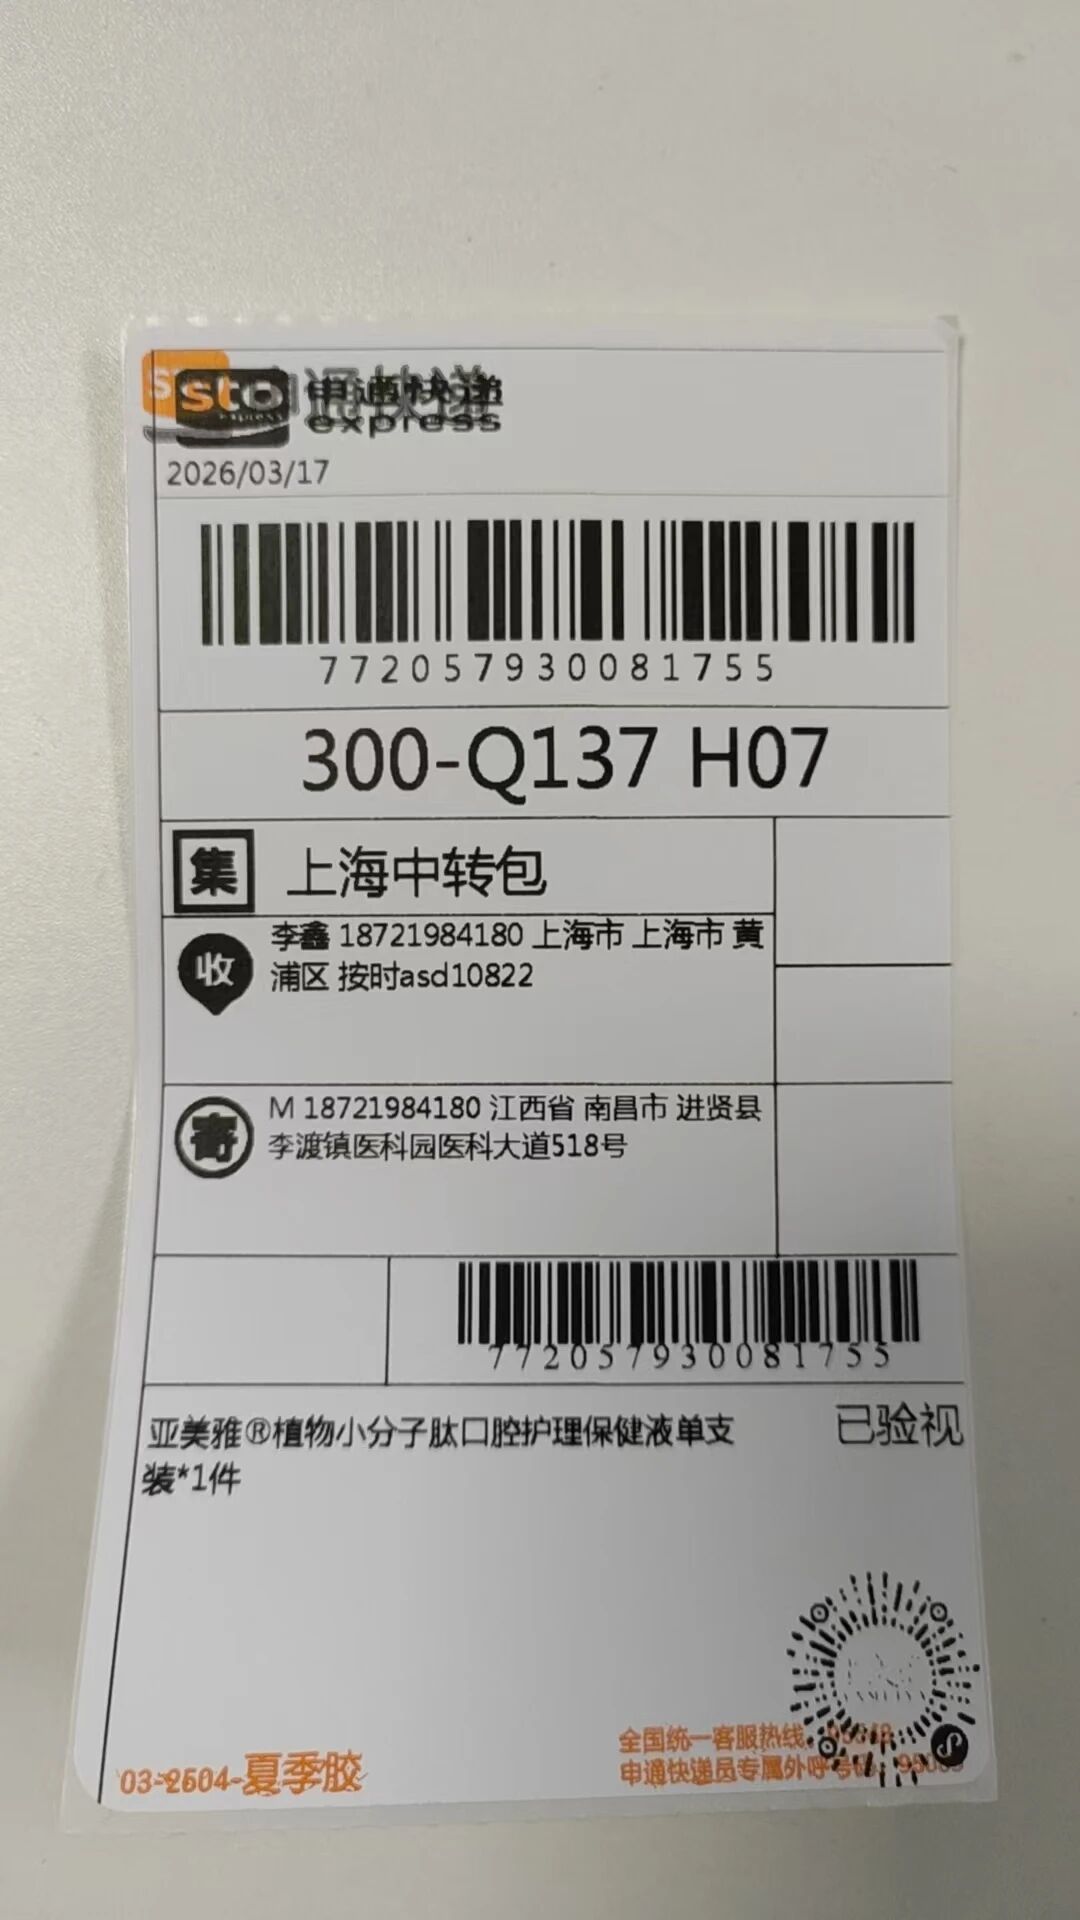 sto 申通快递
express
2026/03/17
772057930081755
300-Q137 H07
集 上海中转包
收 李鑫 18721984180 上海市 上海市 黄
浦区 按时asd10822
寄 M 18721984180 江西省 南昌市 进贤县
李渡镇医科园医科大道518号
772057930081755
亚美雅®植物小分子肽口腔护理保健液单支
装*1件
已验视
全国统一客服热线:
申通快递员专属外呼号码:
03-2604-夏季胶